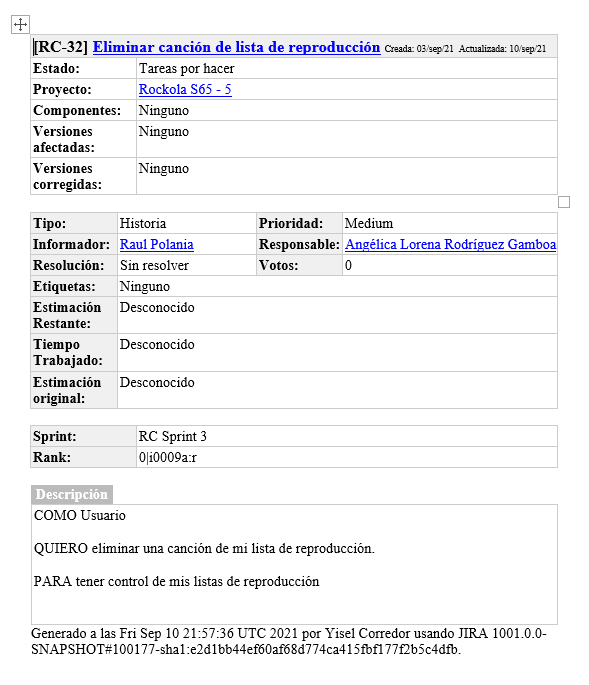 [RC-32] Eliminar canción de lista de reproducción Creada: 03/sep/21 Actualizada: 10/sep/21
Estado: Tareas por hacer
Proyecto: Rockola S65 - 5
Componentes: Ninguno
Versiones afectadas: Ninguno
Versiones corregidas: Ninguno
Tipo: Historia Prioridad: Medium
Informador: Raul Polania Responsable: Angélica Lorena Rodríguez Gamboa
Resolución: Sin resolver Votos: 0
Etiquetas: Ninguno
Estimación Restante: Desconocido
Tiempo Trabajado: Desconocido
Estimación original: Desconocido
Sprint: RC Sprint 3
Rank: 0|i0009a:r
Descripción
COMO Usuario
QUIERO eliminar una canción de mi lista de reproducción.
PARA tener control de mis listas de reproducción
Generado a las Fri Sep 10 21:57:36 UTC 2021 por Yisel Corredor usando JIRA 1001.0.0-
SNAPSHOT#100177-sha1:e2d1bb44ef60af68d774ca415fbf177f2b5c4dfb.